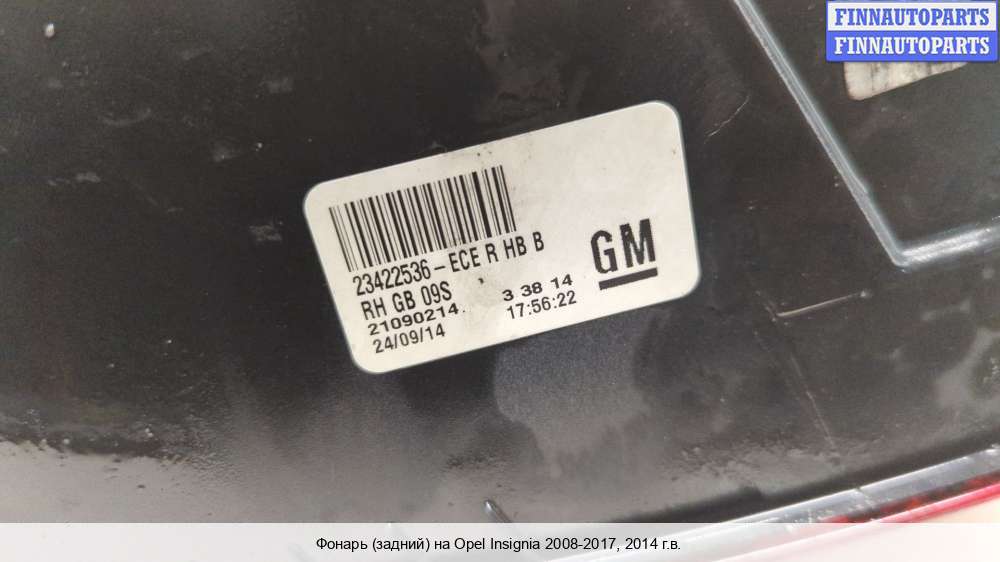 FINNAUTOPARTS
FINNAUTOPARTS
23422536-ECE R HB B
RH GB 09S
21090214. 3 38 14
24/09/14 17:56:22
GM
Фонарь (задний) на Opel Insignia 2008-2017, 2014 г.в.